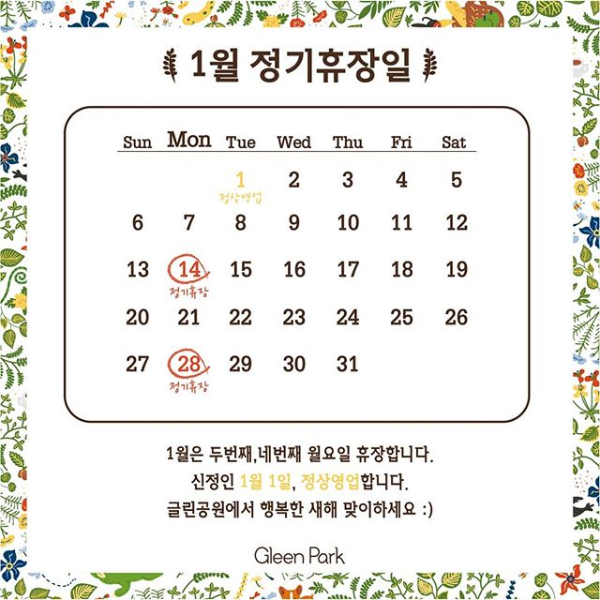 1월 정기휴장일
Sun Mon Tue Wed Thu Fri Sat
1 2 3 4 5
정상영업
6 7 8 9 10 11 12
13 14 15 16 17 18 19
정기휴장
20 21 22 23 24 25 26
27 28 29 30 31
정기휴장
1월은 두번째,네번째 월요일 휴장합니다.
신정인 1월 1일, 정상영업합니다.
글린공원에서 행복한 새해 맞이하세요 :)
Gleen Park